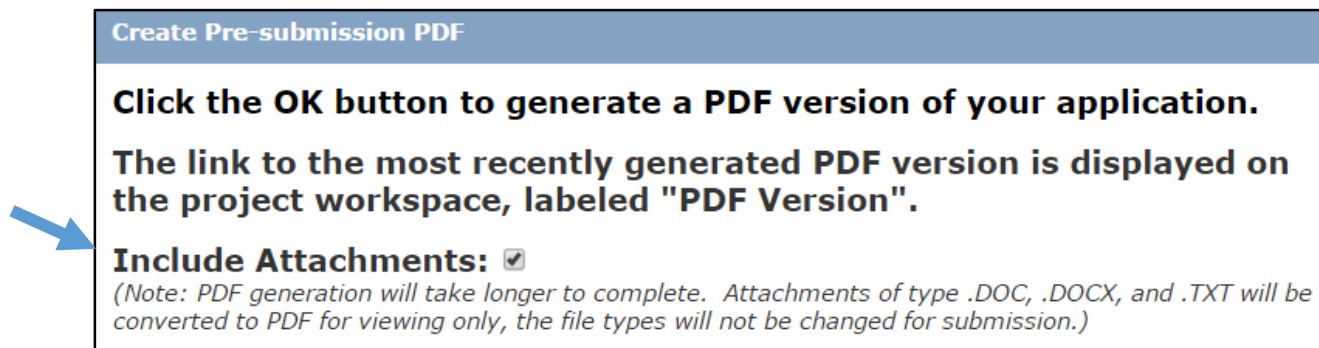 Create Pre-submission PDF
Click the OK button to generate a PDF version of your application.
The link to the most recently generated PDF version is displayed on
the project workspace, labeled "PDF Version".
Include Attachments:
(Note: PDF generation will take longer to complete.  Attachments of type .DOC, .DOCX, and .TXT will be
converted to PDF for viewing only, the file types will not be changed for submission.)